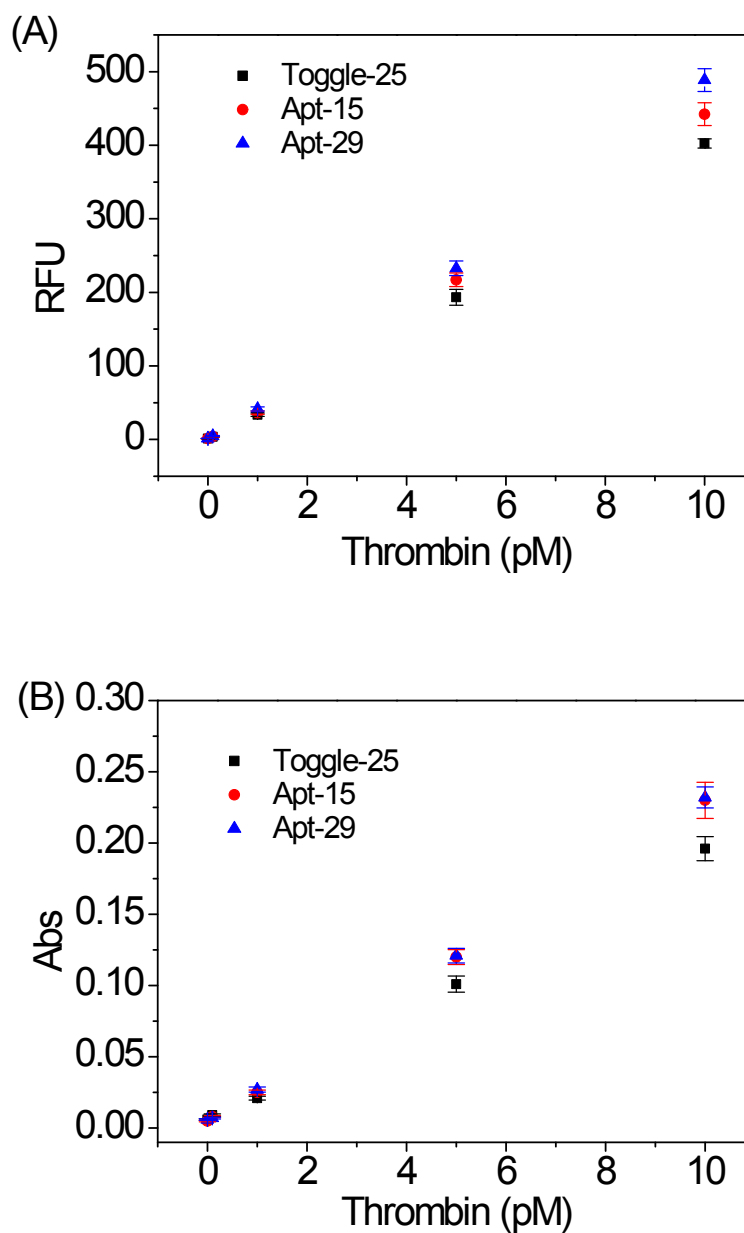 (A)
500
400
300
200
100
0
RFU
Toggle-25
Apt-15
Apt-29
0 2 4 6 8 10
Thrombin (pM)
(B)
0.30
0.25
0.20
0.15
0.10
0.05
0.00
Abs
Toggle-25
Apt-15
Apt-29
0 2 4 6 8 10
Thrombin (pM)